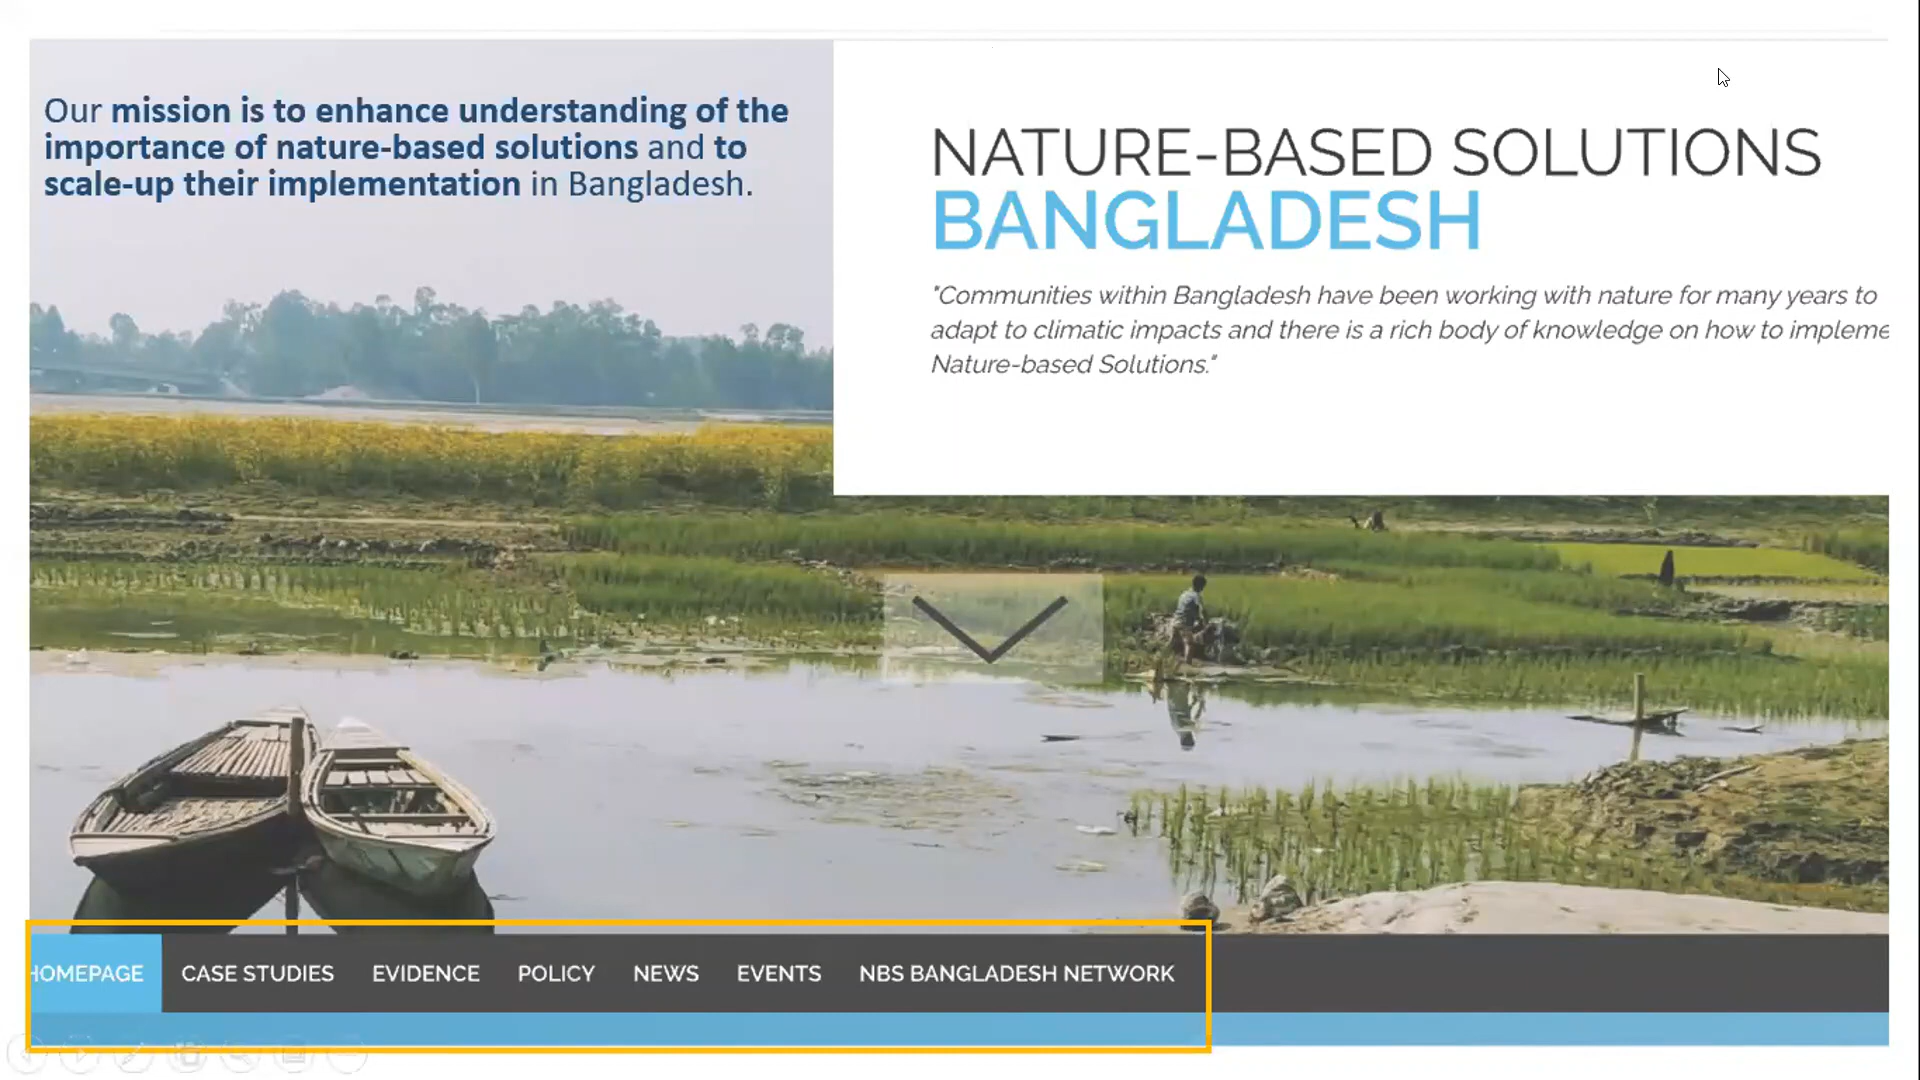 Our mission is to enhance understanding of the
importance of nature-based solutions and to
scale-up their implementation in Bangladesh.
NATURE-BASED SOLUTIONS
BANGLADESH
"Communities within Bangladesh have been working with nature for many years to
adapt to climatic impacts and there is a rich body of knowledge on how to impleme
Nature-based Solutions."
HOMEPAGE CASE STUDIES EVIDENCE POLICY NEWS EVENTS NBS BANGLADESH NETWORK